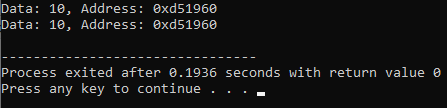 Data: 10, Address: 0xd51960
Data: 10, Address: 0xd51960
--------------------------------
Process exited after 0.1936 seconds with return value 0
Press any key to continue . . .